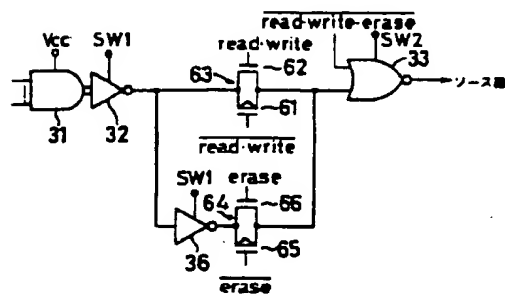 read·write·erase
Vcc
SW1
read·write
SW2
33
63
62
31
32
61
ソース線
read·write
SW1
erase
64
66
36
65
erase